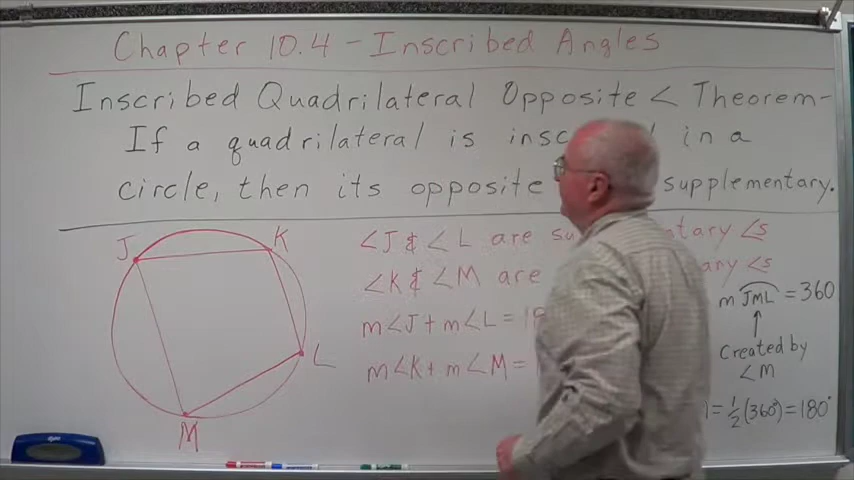 Chapter 10.4 - Inscribed Angles
Inscribed Quadrilateral Opposite < Theorem-
If a quadrilateral is insc in a
circle, then its opposite supplementary.
J
K
L
M
∠J & ∠L are su tary ∠s
∠K & ∠M are ary ∠s
m∠J + m∠L = 1
m∠K + m∠M =
m JML = 360
↑
Created by
∠M
= ½(360°) = 180°